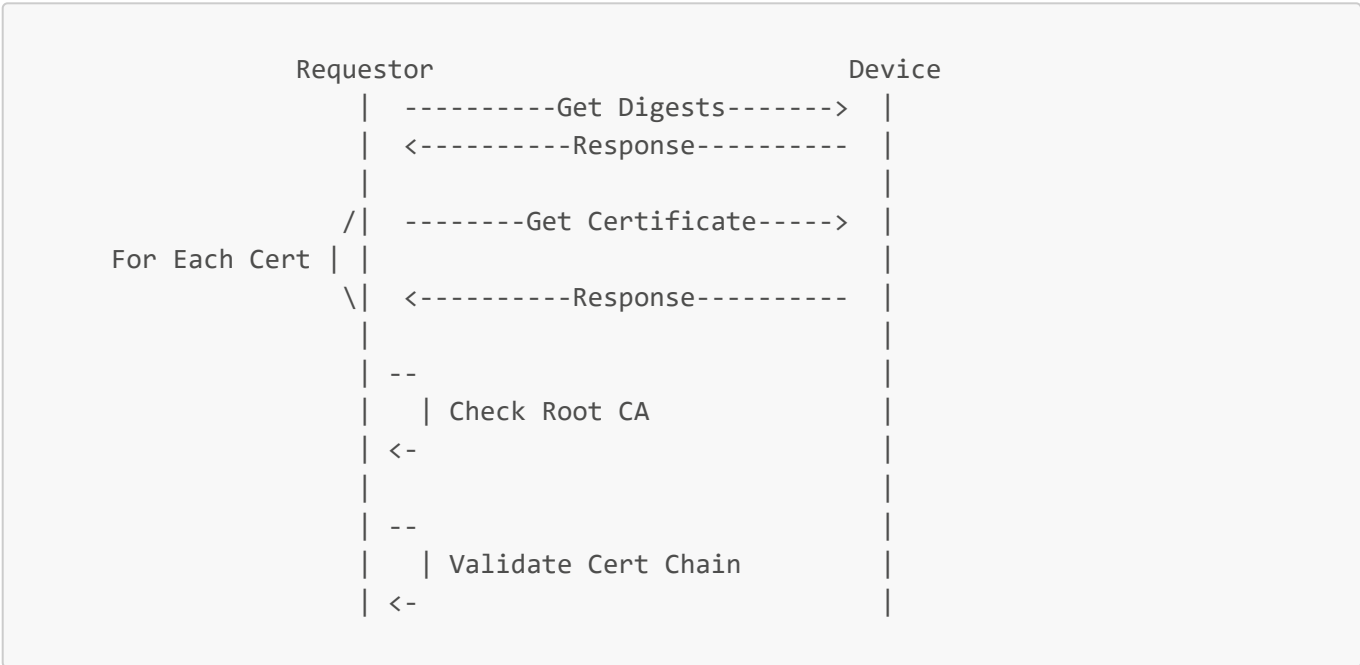 Requestor                           Device
    |  ----------Get Digests------->  |
    |  <----------Response----------  |
    |                                 |
   /|  --------Get Certificate----->  |
For Each Cert | |                                 |
   \|  <----------Response----------  |
    |                                 |
    | --                              |
    |   | Check Root CA               |
    | <-                              |
    |                                 |
    | --                              |
    |   | Validate Cert Chain         |
    | <-                              |